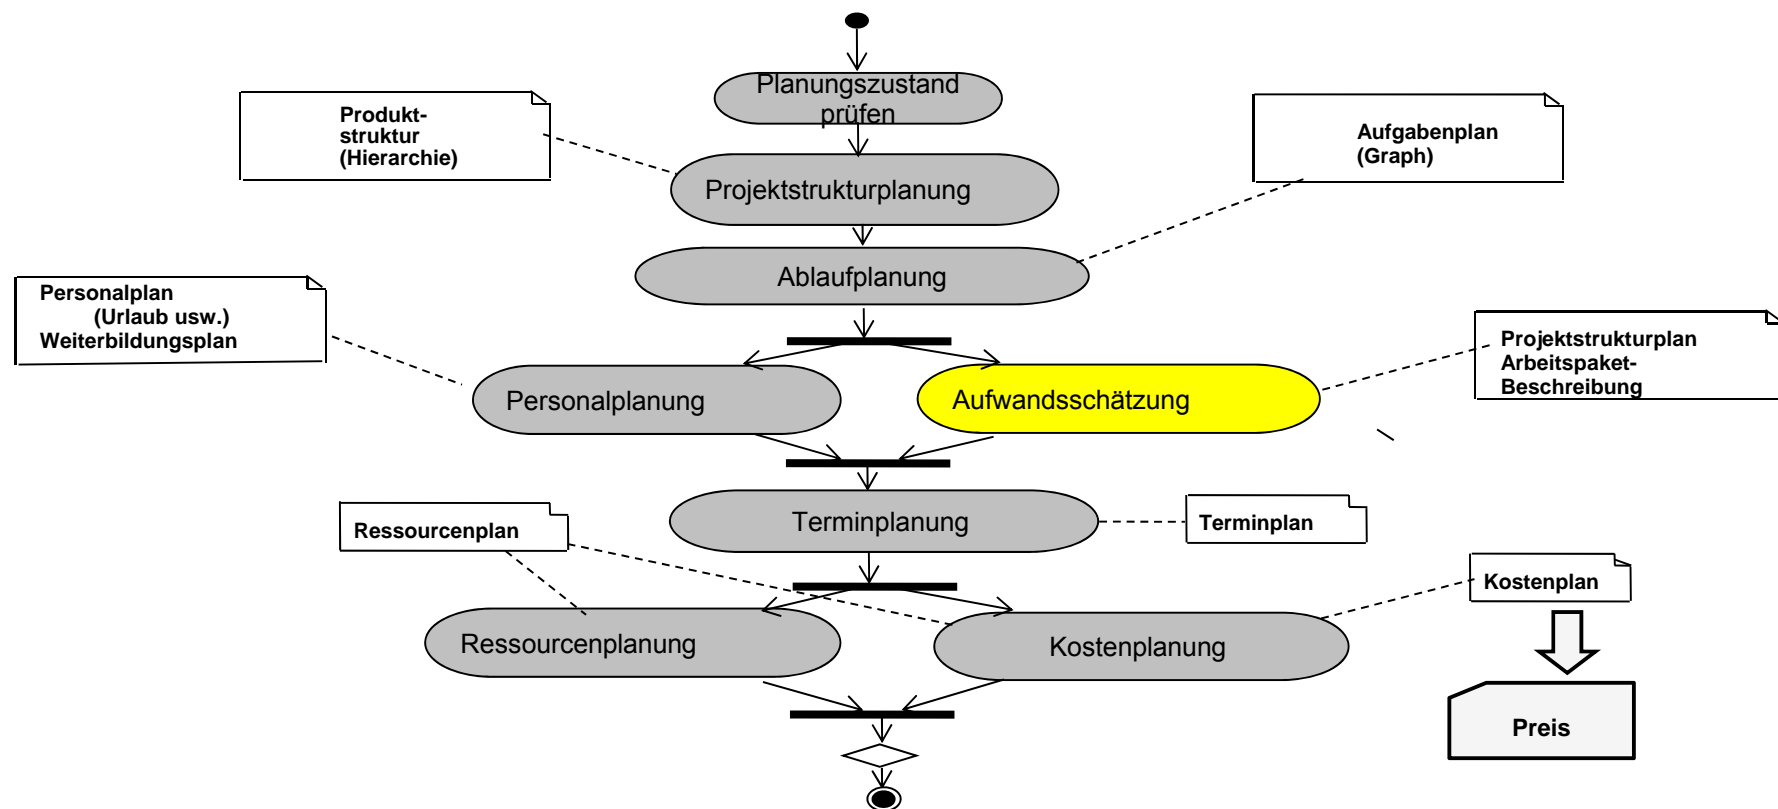 Planungszustand
prüfen
Produkt-
struktur
(Hierarchie)
Aufgabenplan
(Graph)
Projektstrukturplanung
Ablaufplanung
Personalplan
(Urlaub usw.)
Weiterbildungsplan
Projektstrukturplan
Arbeitspaket-
Beschreibung
Personalplanung
Aufwandsschätzung
Terminplanung
Terminplan
Ressourcenplan
Kostenplan
Ressourcenplanung
Kostenplanung
Preis